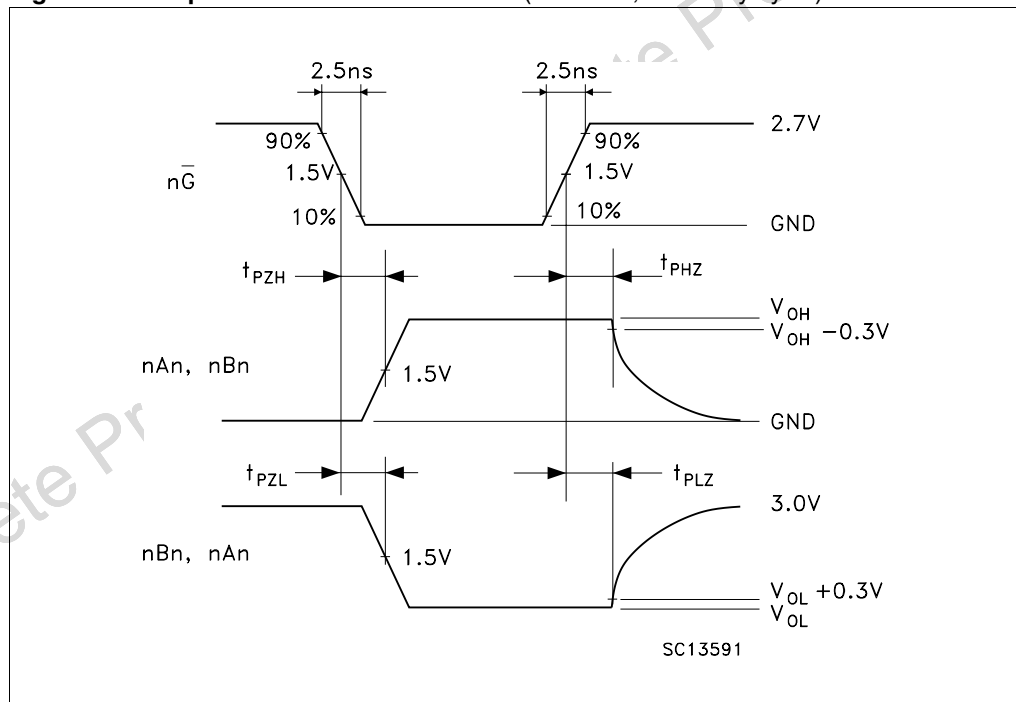 2.5ns 2.5ns
2.7V
90% 90%
nG̅ 1.5V 1.5V
10% 10%
GND
tPZH tPHZ
VOH
VOH −0.3V
nAn, nBn 1.5V
GND
tPZL tPLZ
3.0V
nBn, nAn 1.5V
VOL +0.3V
VOL
SC13591